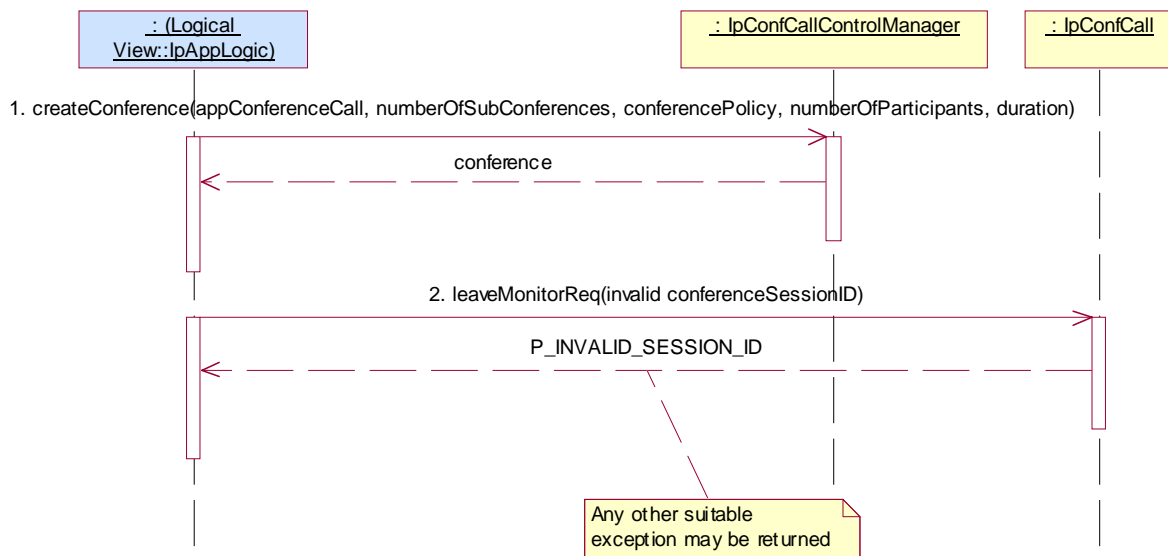 : (Logical
View::IpAppLogic)
: IpConfCallControlManager
: IpConfCall
1. createConference(appConferenceCall, numberOfSubConferences, conferencePolicy, numberOfParticipants, duration)
conference
2. leaveMonitorReq(invalid conferenceSessionID)
P_INVALID_SESSION_ID
Any other suitable
exception may be returned